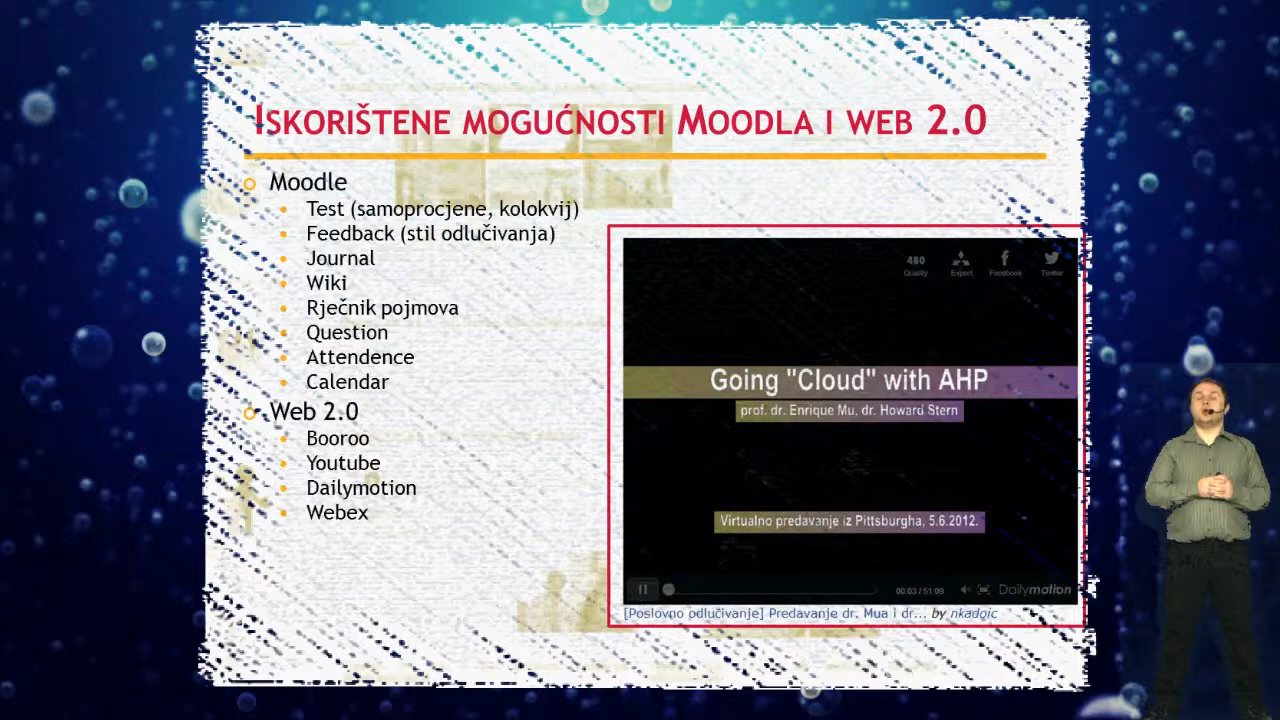 Iskorištene mogućnosti Moodla i web 2.0
Moodle
Test (samoprocjene, kolokvij)
Feedback (stil odlučivanja)
Journal
Wiki
Rječnik pojmova
Question
Attendence
Calendar
Web 2.0
Booroo
Youtube
Dailymotion
Webex
480
Quality
Export
Facebook
Twitter
Going "Cloud" with AHP
prof. dr. Enrique Mu, dr. Howard Stern
Virtualno predavanje iz Pittsburgha, 5.6.2012.
00:03 / 51:09
Dailymotion
[Poslovno odlučivanje] Predavanje dr. Mua i dr... by nkadoic